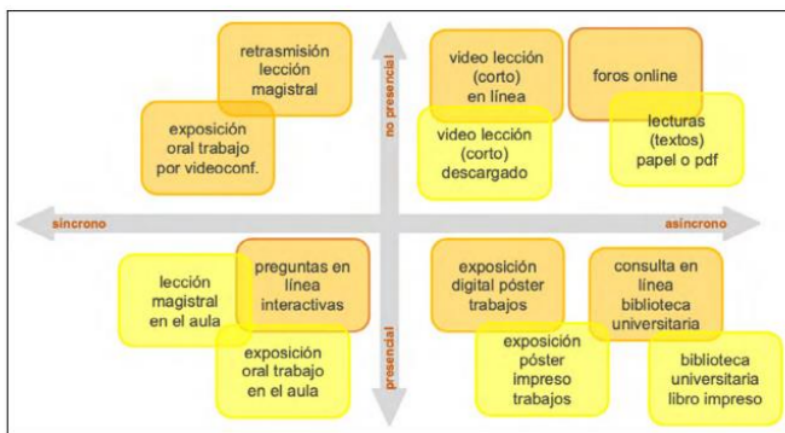 retrasmisión
lección
magistral
exposición
oral trabajo
por videoconf.
no presencial
video lección
(corto)
en línea
video lección
(corto)
descargado
foros online
lecturas
(textos)
papel o pdf
síncrono
asíncrono
lección
magistral
en el aula
preguntas en
línea
interactivas
exposición
oral trabajo
en el aula
presencial
exposición
digital póster
trabajos
exposición
póster
impreso
trabajos
consulta en
línea
biblioteca
universitaria
biblioteca
universitaria
libro impreso